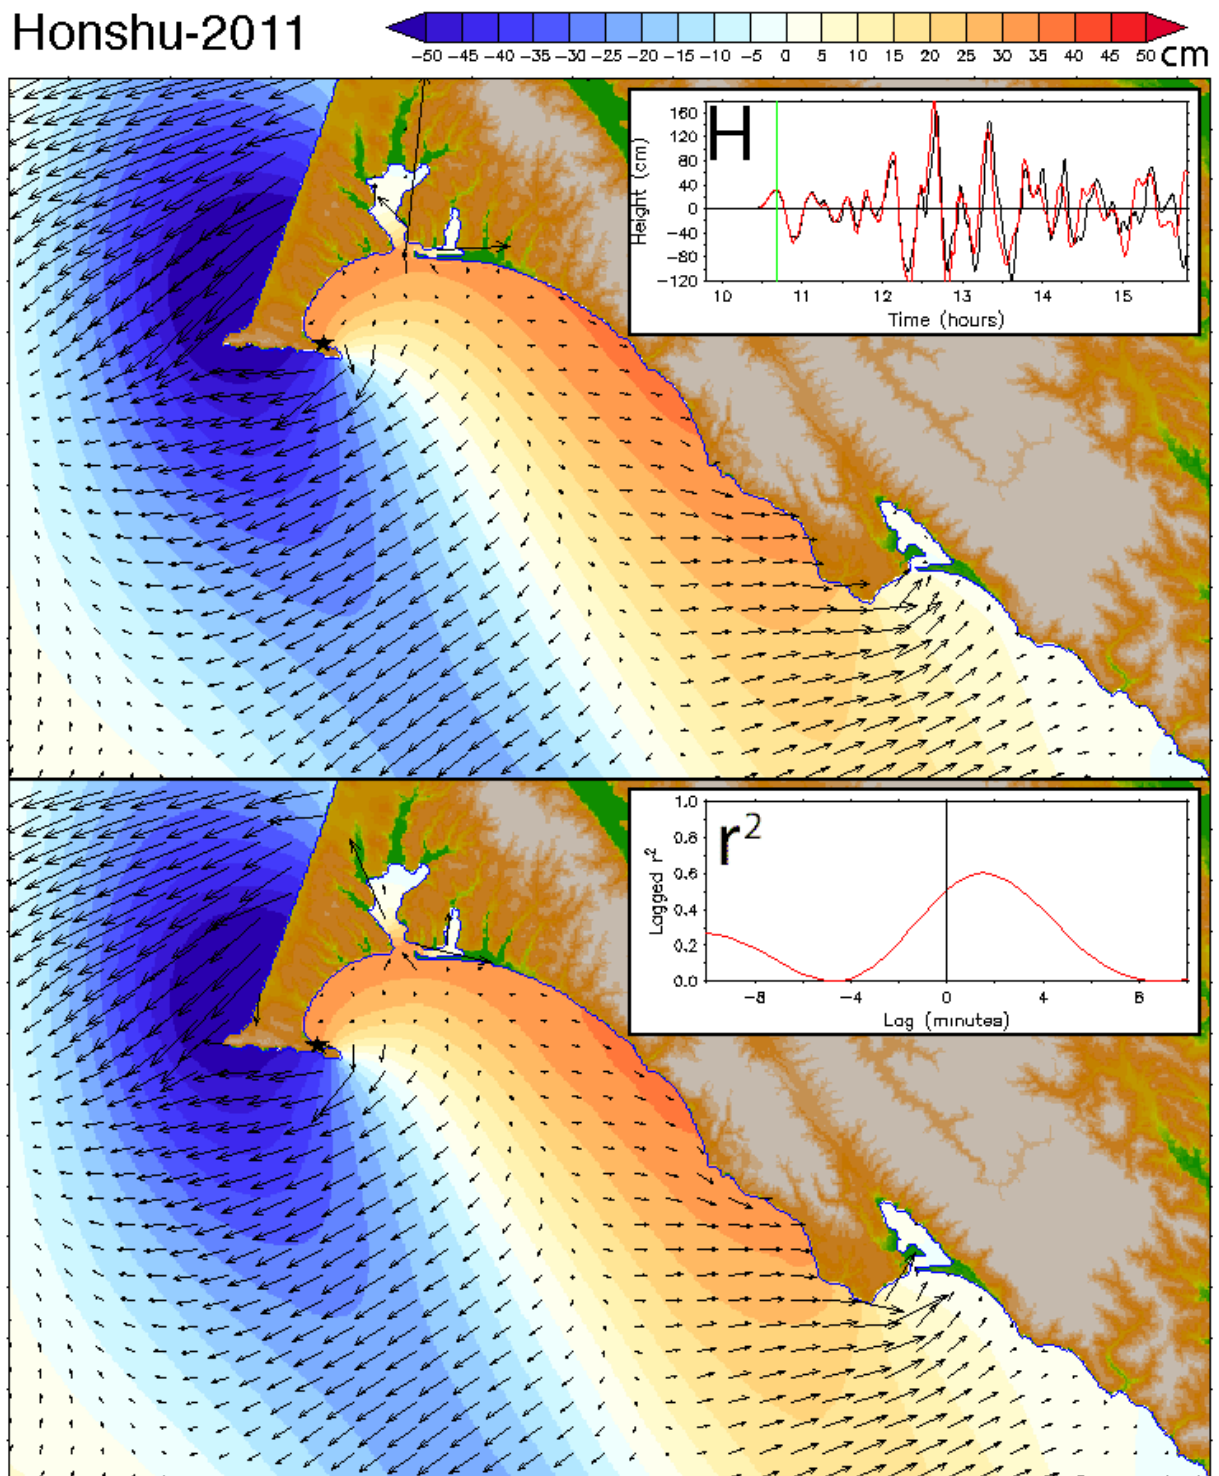 Honshu-2011
-50 -45 -40 -35 -30 -25 -20 -15 -10 -5 0 5 10 15 20 25 30 35 40 45 50 cm
H
Height (cm)
160
120
80
40
0
-40
-80
-120
10 11 12 13 14 15
Time (hours)
r²
Lagged r²
1.0
0.8
0.6
0.4
0.2
0.0
-8 -4 0 4 8
Lag (minutes)